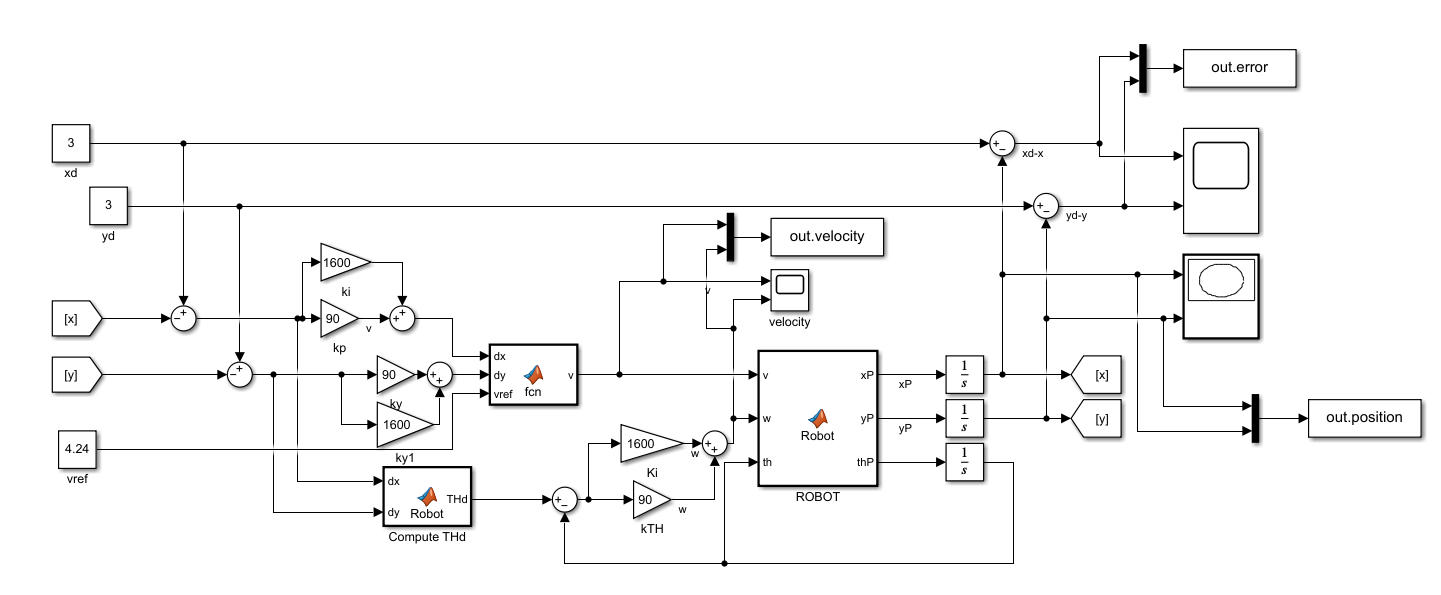 out.error
3
xd
xd-x
3
yd
yd-y
out.velocity
v
velocity
1600
ki
[x]
90
v
kp
[y]
90
ky
1600
ky1
dx
dy
vref
fcn
v
4.24
vref
dx
dy
Robot
THd
Compute THd
1600
w
Ki
90
w
kTH
v
w
th
Robot
xP
yP
thP
ROBOT
xP
1
s
yP
1
s
1
s
[x]
[y]
out.position
+
−
+
−
+
−
+
−
+
+
+
+
+
+
+
−